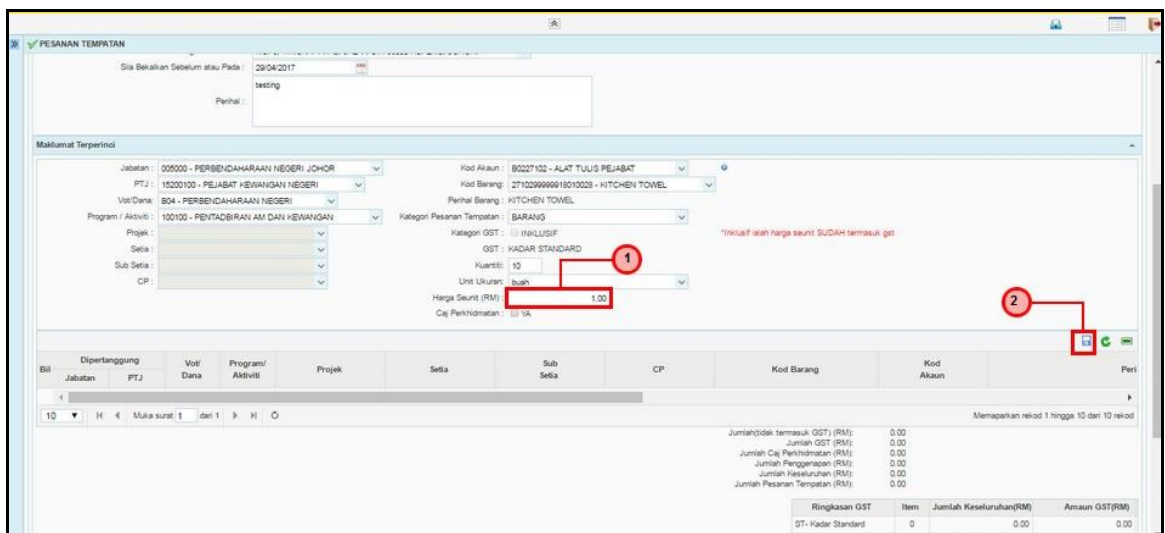 PESANAN TEMPATAN
Sila Bekalkan Sebelum atau Pada : 29/04/2017
Perihal : testing
Maklumat Terperinci
Jabatan : 005000 - PERBENDAHARAAN NEGERI JOHOR
Kod Akaun : B0227102 - ALAT TULIS PEJABAT
PTJ : 15200100 - PEJABAT KEWANGAN NEGERI
Kod Barang: 2710299999918010028 - KITCHEN TOWEL
Vot/Dana: B04 - PERBENDAHARAAN NEGERI
Perihal Barang : KITCHEN TOWEL
Program / Aktiviti : 100100 - PENTADBIRAN AM DAN KEWANGAN
Kategori Pesanan Tempatan : BARANG
Projek :
Kategori GST : INKLUSIF
*Inklusif ialah harga seunit SUDAH termasuk gst
Setia :
GST : KADAR STANDARD
Sub Setia :
Kuantiti: 10
1
CP :
Unit Ukuran: buah
Harga Seunit (RM) : 1.00
2
Caj Perkhidmatan : YA
Bil Dipertanggung Vot/ Dana Program/ Aktiviti Projek Setia Sub Setia CP Kod Barang Kod Akaun Peri
Jabatan PTJ
10 Muka surat 1 dari 1
Memaparkan rekod 1 hingga 10 dari 10 rekod
Jumlah(tidak termasuk GST) (RM): 0.00
Jumlah GST (RM): 0.00
Jumlah Caj Perkhidmatan (RM): 0.00
Jumlah Penggenapan (RM): 0.00
Jumlah Keseluruhan (RM): 0.00
Jumlah Pesanan Tempatan (RM): 0.00
Ringkasan GST Item Jumlah Keseluruhan(RM) Amaun GST(RM)
ST- Kadar Standard 0 0.00 0.00